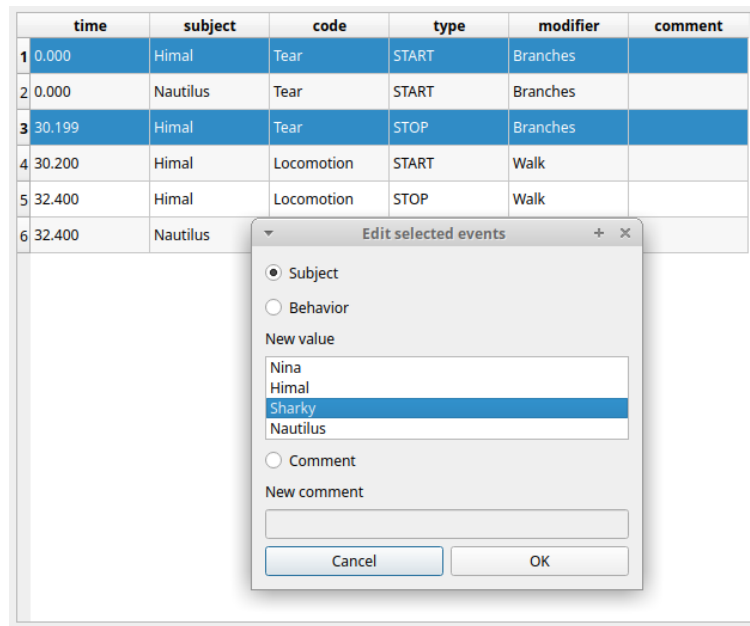 time subject code type modifier comment
1 0.000 Himal Tear START Branches
2 0.000 Nautilus Tear START Branches
3 30.199 Himal Tear STOP Branches
4 30.200 Himal Locomotion START Walk
5 32.400 Himal Locomotion STOP Walk
6 32.400 Nautilus
Edit selected events
Subject
Behavior
New value
Nina
Himal
Sharky
Nautilus
Comment
New comment
Cancel OK